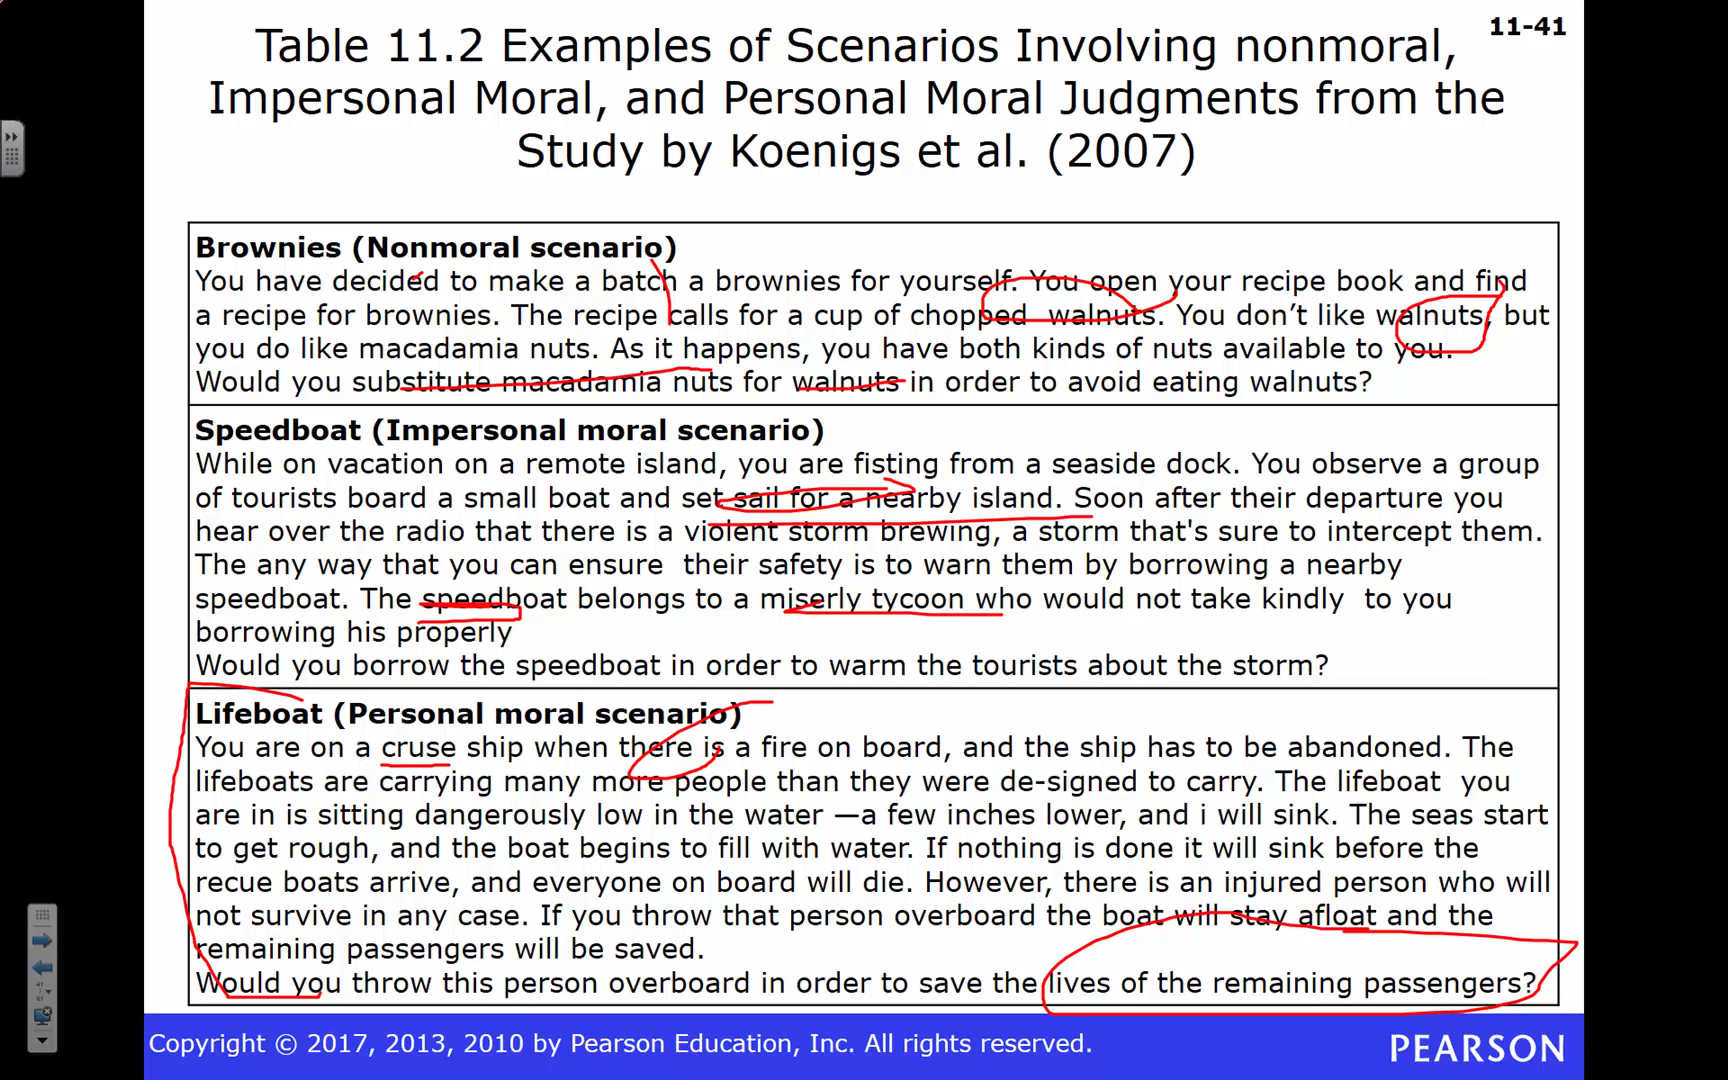 11-41
Table 11.2 Examples of Scenarios Involving nonmoral,
Impersonal Moral, and Personal Moral Judgments from the
Study by Koenigs et al. (2007)
Brownies (Nonmoral scenario)
You have decided to make a batch a brownies for yourself. You open your recipe book and find
a recipe for brownies. The recipe calls for a cup of chopped walnuts. You don’t like walnuts, but
you do like macadamia nuts. As it happens, you have both kinds of nuts available to you.
Would you substitute macadamia nuts for walnuts in order to avoid eating walnuts?
Speedboat (Impersonal moral scenario)
While on vacation on a remote island, you are fisting from a seaside dock. You observe a group
of tourists board a small boat and set sail for a nearby island. Soon after their departure you
hear over the radio that there is a violent storm brewing, a storm that's sure to intercept them.
The any way that you can ensure their safety is to warn them by borrowing a nearby
speedboat. The speedboat belongs to a miserly tycoon who would not take kindly to you
borrowing his properly
Would you borrow the speedboat in order to warm the tourists about the storm?
Lifeboat (Personal moral scenario)
You are on a cruse ship when there is a fire on board, and the ship has to be abandoned. The
lifeboats are carrying many more people than they were de-signed to carry. The lifeboat you
are in is sitting dangerously low in the water —a few inches lower, and i will sink. The seas start
to get rough, and the boat begins to fill with water. If nothing is done it will sink before the
recue boats arrive, and everyone on board will die. However, there is an injured person who will
not survive in any case. If you throw that person overboard the boat will stay afloat and the
remaining passengers will be saved.
Would you throw this person overboard in order to save the lives of the remaining passengers?
Copyright © 2017, 2013, 2010 by Pearson Education, Inc. All rights reserved.
PEARSON